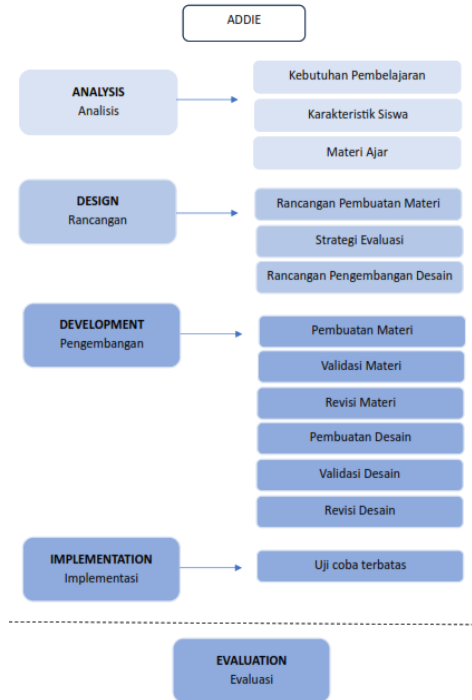 ADDIE
ANALYSIS
Analisis
Kebutuhan Pembelajaran
Karakteristik Siswa
Materi Ajar
DESIGN
Rancangan
Rancangan Pembuatan Materi
Strategi Evaluasi
Rancangan Pengembangan Desain
DEVELOPMENT
Pengembangan
Pembuatan Materi
Validasi Materi
Revisi Materi
Pembuatan Desain
Validasi Desain
Revisi Desain
IMPLEMENTATION
Implementasi
Uji coba terbatas
EVALUATION
Evaluasi